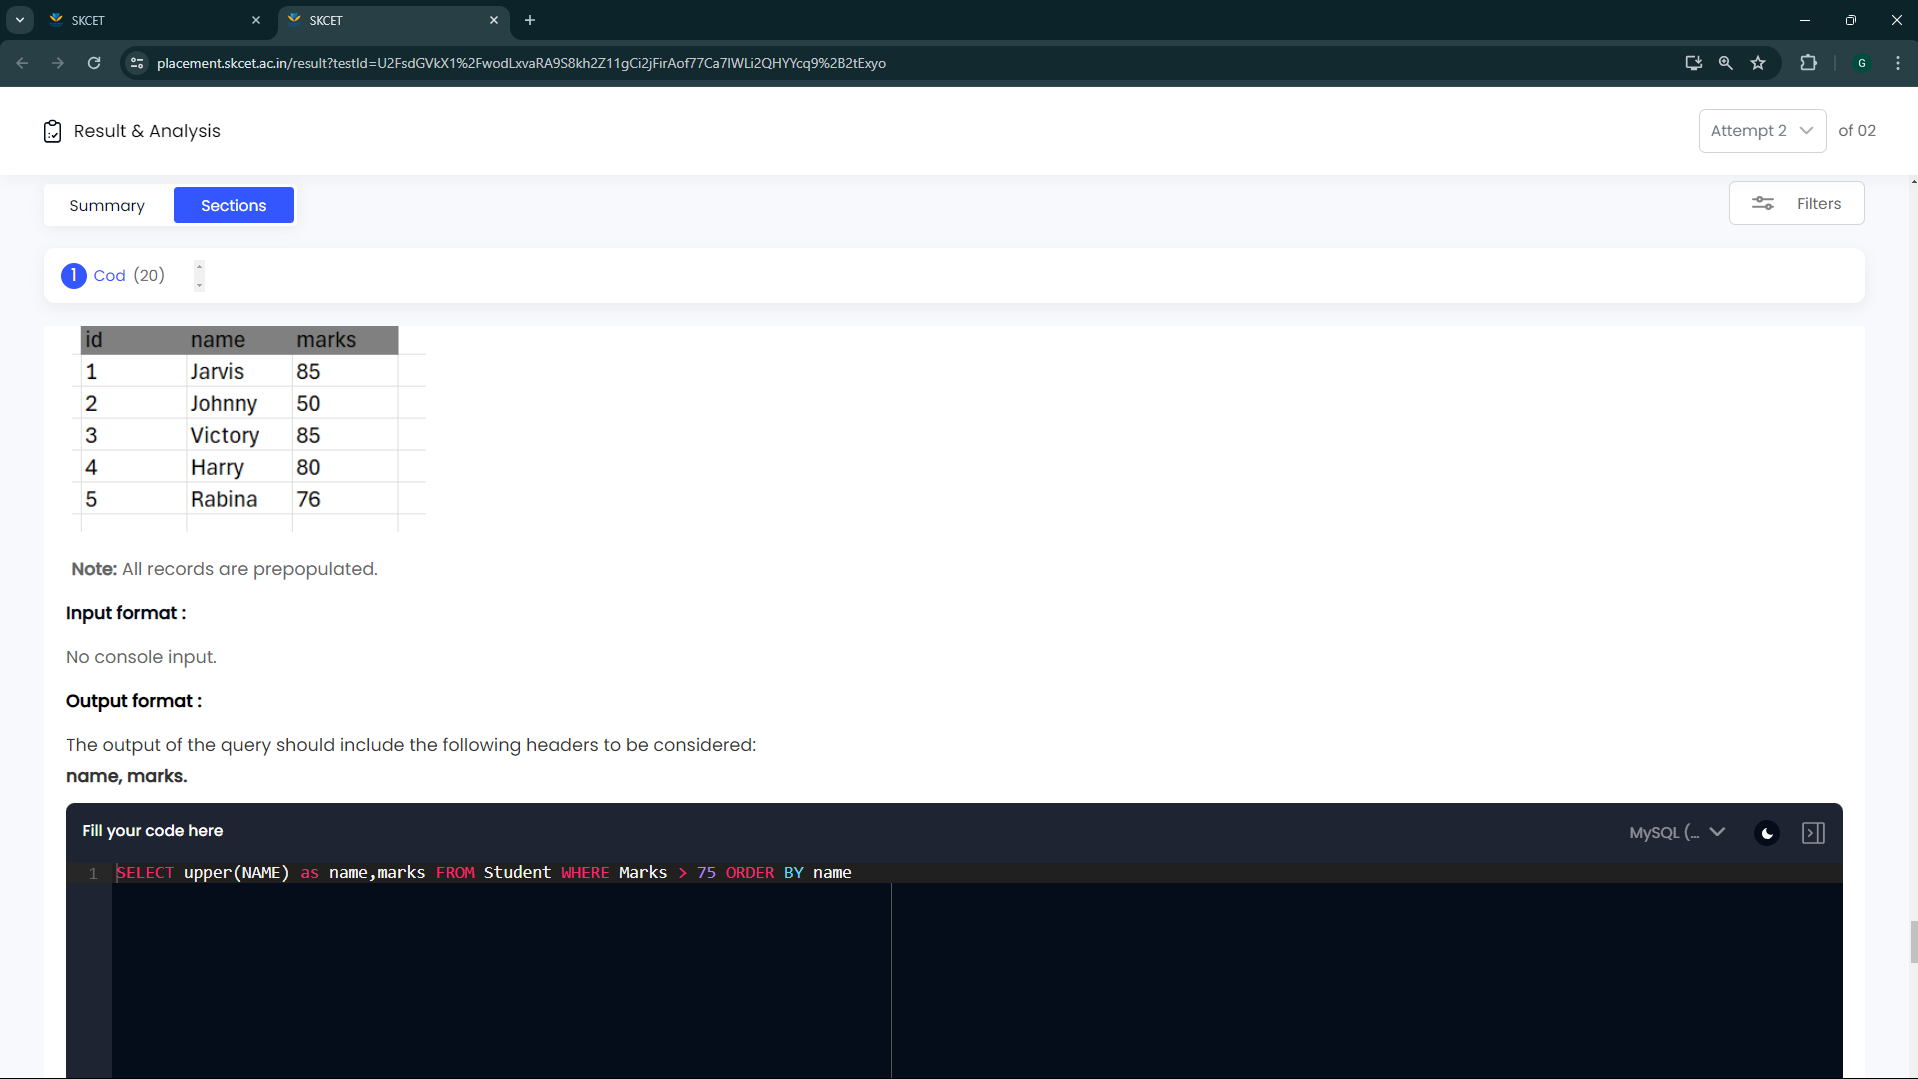 SKCET
SKCET
placement.skcet.ac.in/result?testId=U2FsdGVkX1%2FwodLxvaRA9S8kh2Z11gCi2jFirAof77Ca7lWLi2QHYYcq9%2B2tExyo
G
Result & Analysis
Attempt 2 of 02
Summary Sections
Filters
1 Cod (20)
id name marks
1 Jarvis 85
2 Johnny 50
3 Victory 85
4 Harry 80
5 Rabina 76
Note: All records are prepopulated.
Input format :
No console input.
Output format :
The output of the query should include the following headers to be considered:
name, marks.
Fill your code here
MySQL (...
1 SELECT upper(NAME) as name,marks FROM Student WHERE Marks > 75 ORDER BY name